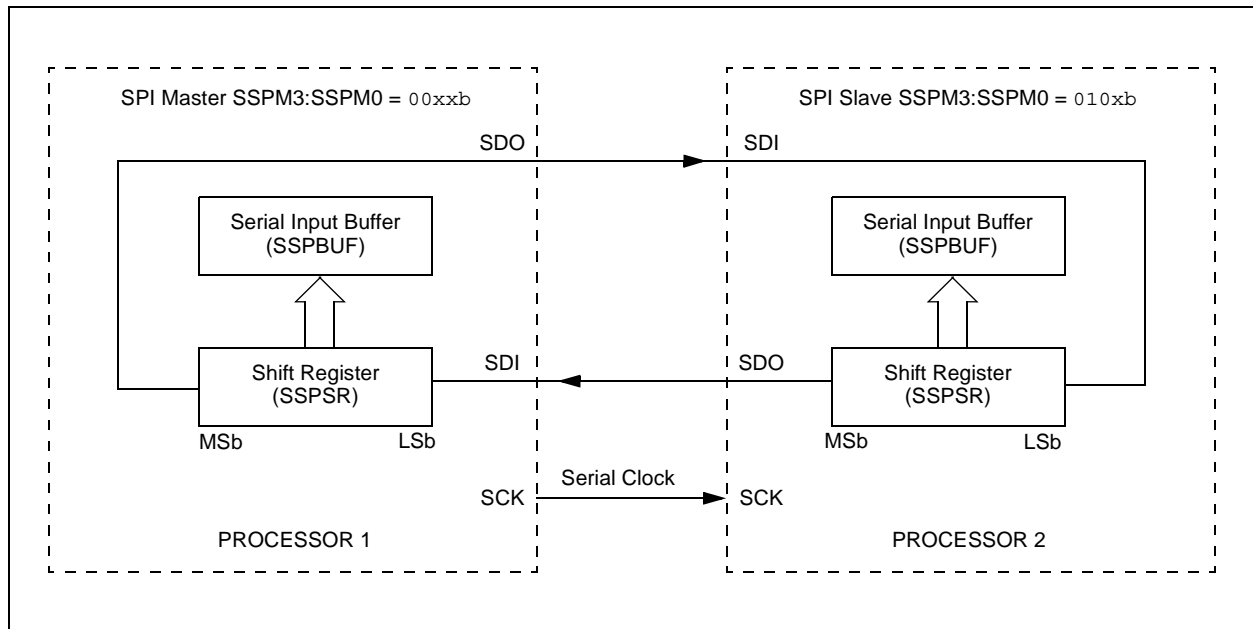 SPI Master SSPM3:SSPM0 = 00xxb
SPI Slave SSPM3:SSPM0 = 010xb
SDO
SDI
Serial Input Buffer
(SSPBUF)
Serial Input Buffer
(SSPBUF)
Shift Register
(SSPSR)
SDI
SDO
Shift Register
(SSPSR)
MSb
LSb
MSb
LSb
Serial Clock
SCK
SCK
PROCESSOR 1
PROCESSOR 2